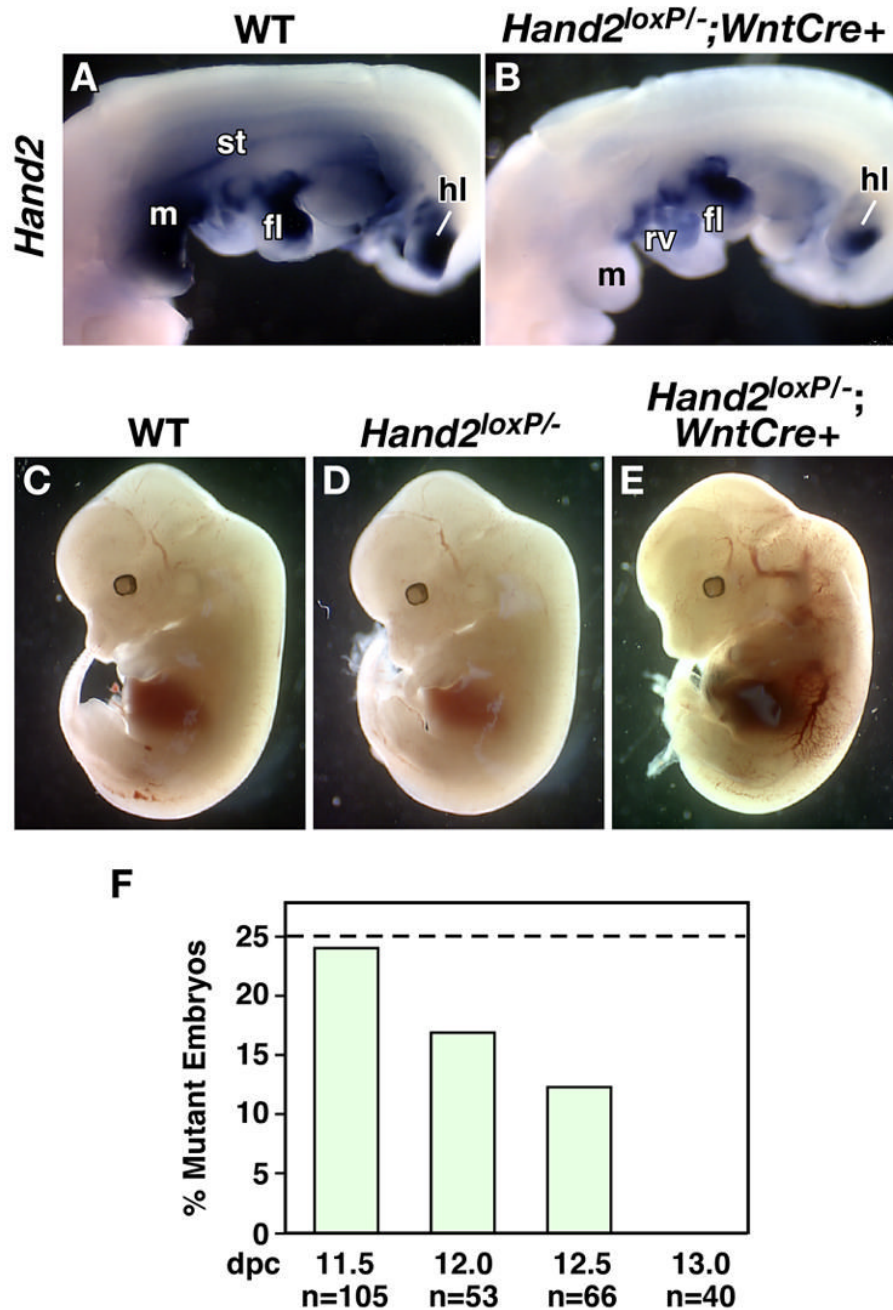 WT
Hand2loxP/-;WntCre+
Hand2
A
st
m
fl
hl
B
hl
fl
rv
m
WT
Hand2loxP/-
Hand2loxP/-;
WntCre+
C
D
E
F
% Mutant Embryos
25
20
15
10
5
0
dpc 11.5 12.0 12.5 13.0
n=105 n=53 n=66 n=40